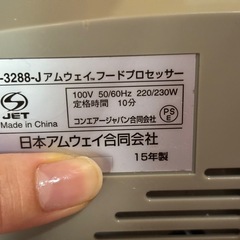 -3288-J アムウェイ™フードプロセッサー
100V 50/60Hz 220/230W
定格時間 10分
コンエアージャパン合同会社
JET
Made in China
PS
E
日本アムウェイ合同会社
15年製